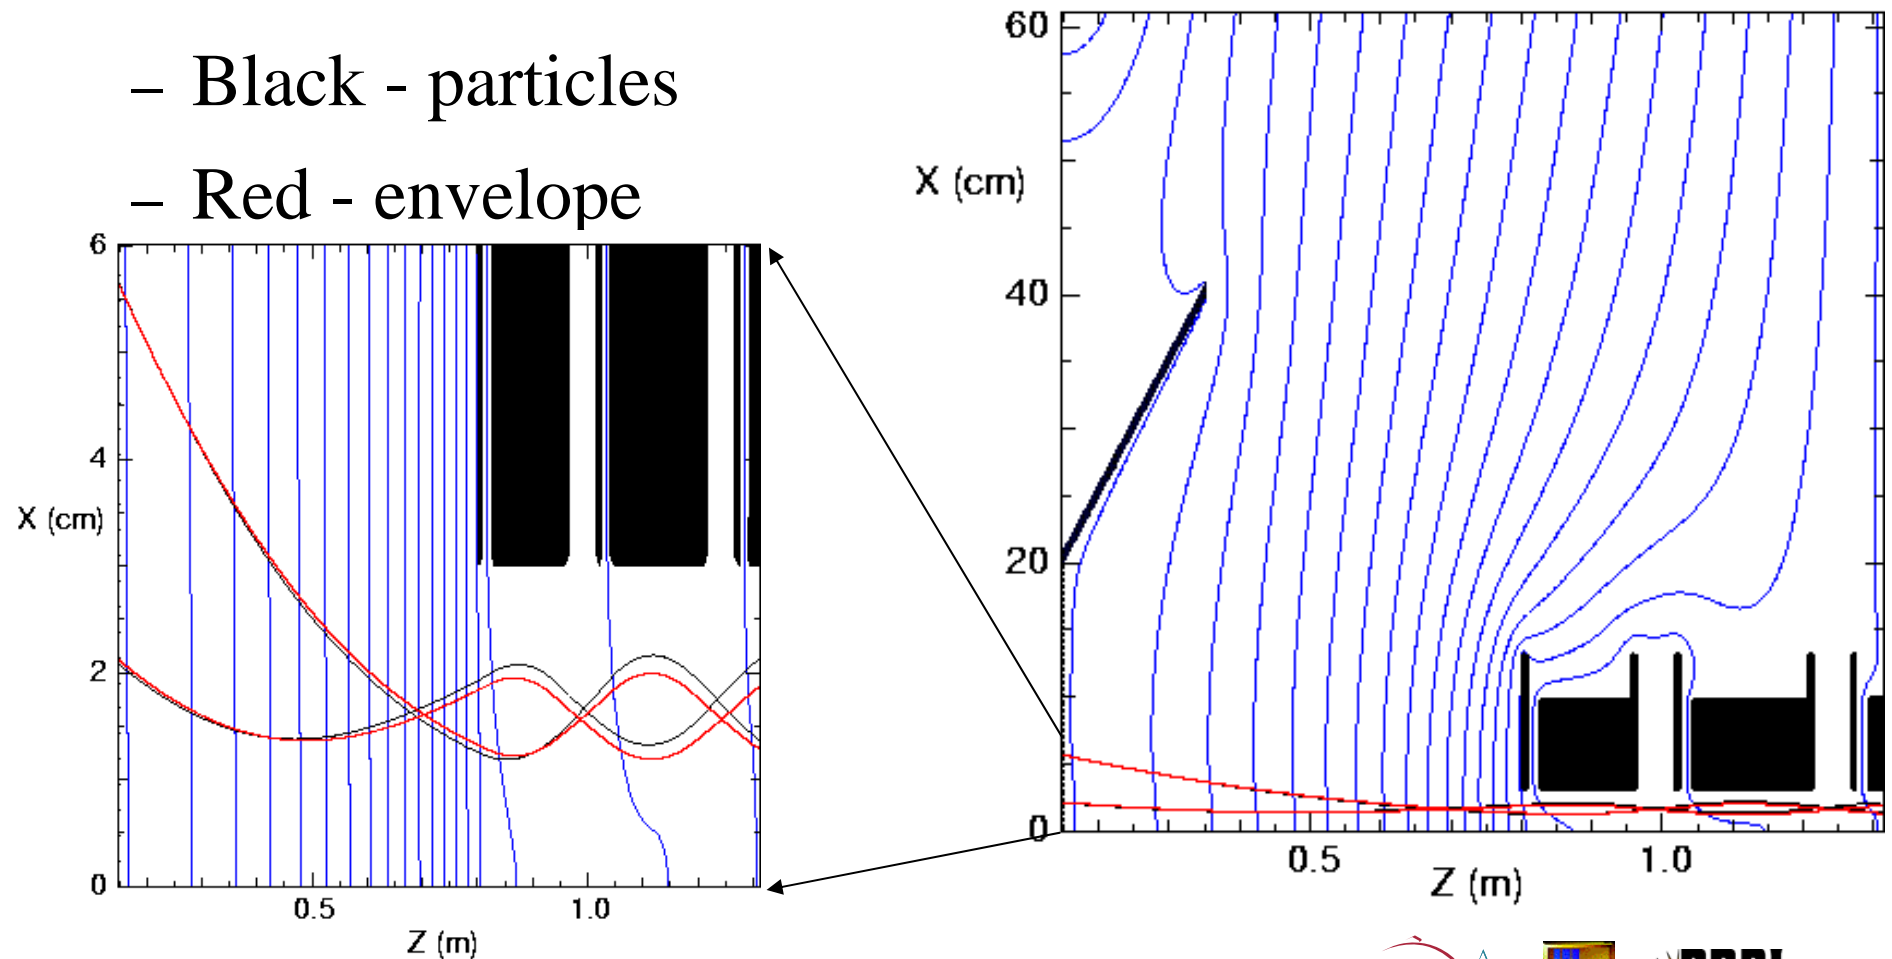 – Black - particles
– Red - envelope
6
4
X (cm)
2
0
0.5 1.0
Z (m)
60
X (cm)
40
20
0
0.5 1.0
Z (m)